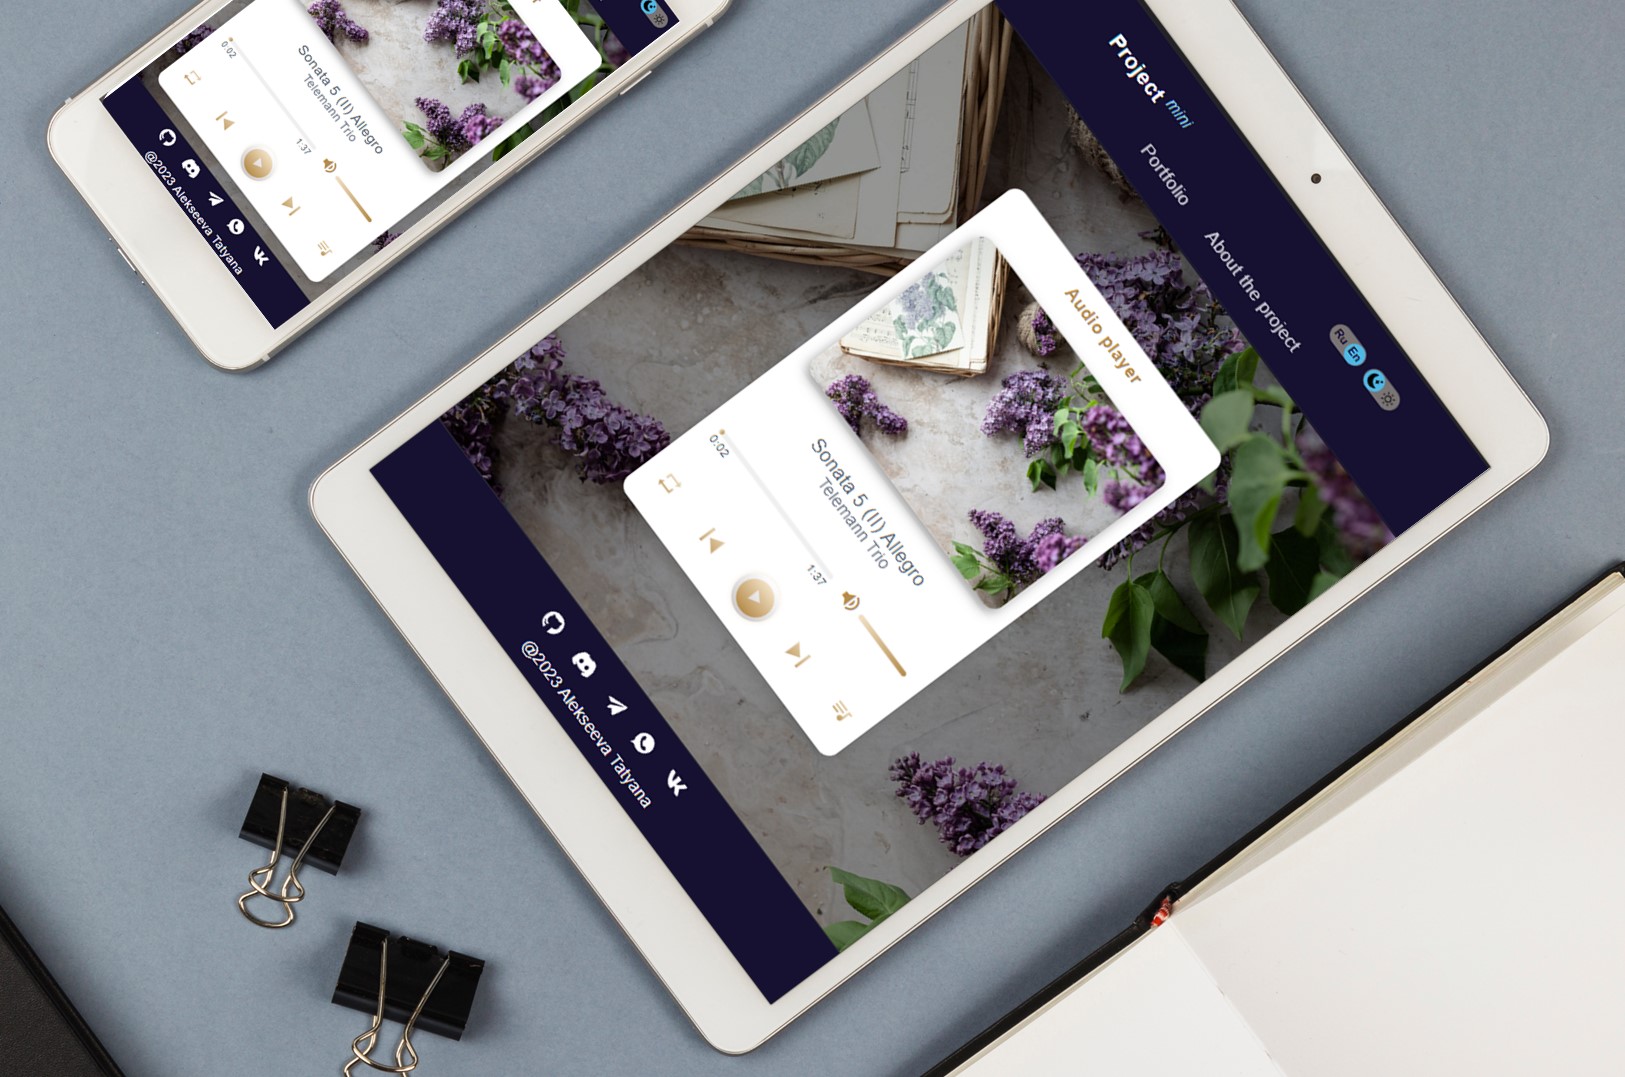 0:02
1:37
Sonata 5 (II) Allegro
Telemann Trio
@2023 Alekseeva Tatyana
Project mini
Portfolio
About the project
Ru En
Audio player
Sonata 5 (II) Allegro
Telemann Trio
0:02
1:37
@2023 Alekseeva Tatyana